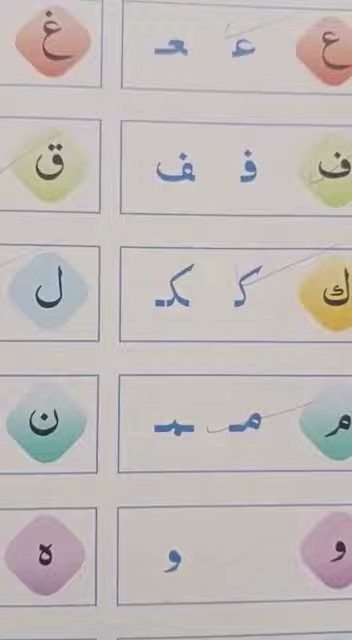 ع عـ ـعـ غ
ف فـ ـفـ ق
ك كـ ـكـ ل
م مـ ـمـ ن
و و ه